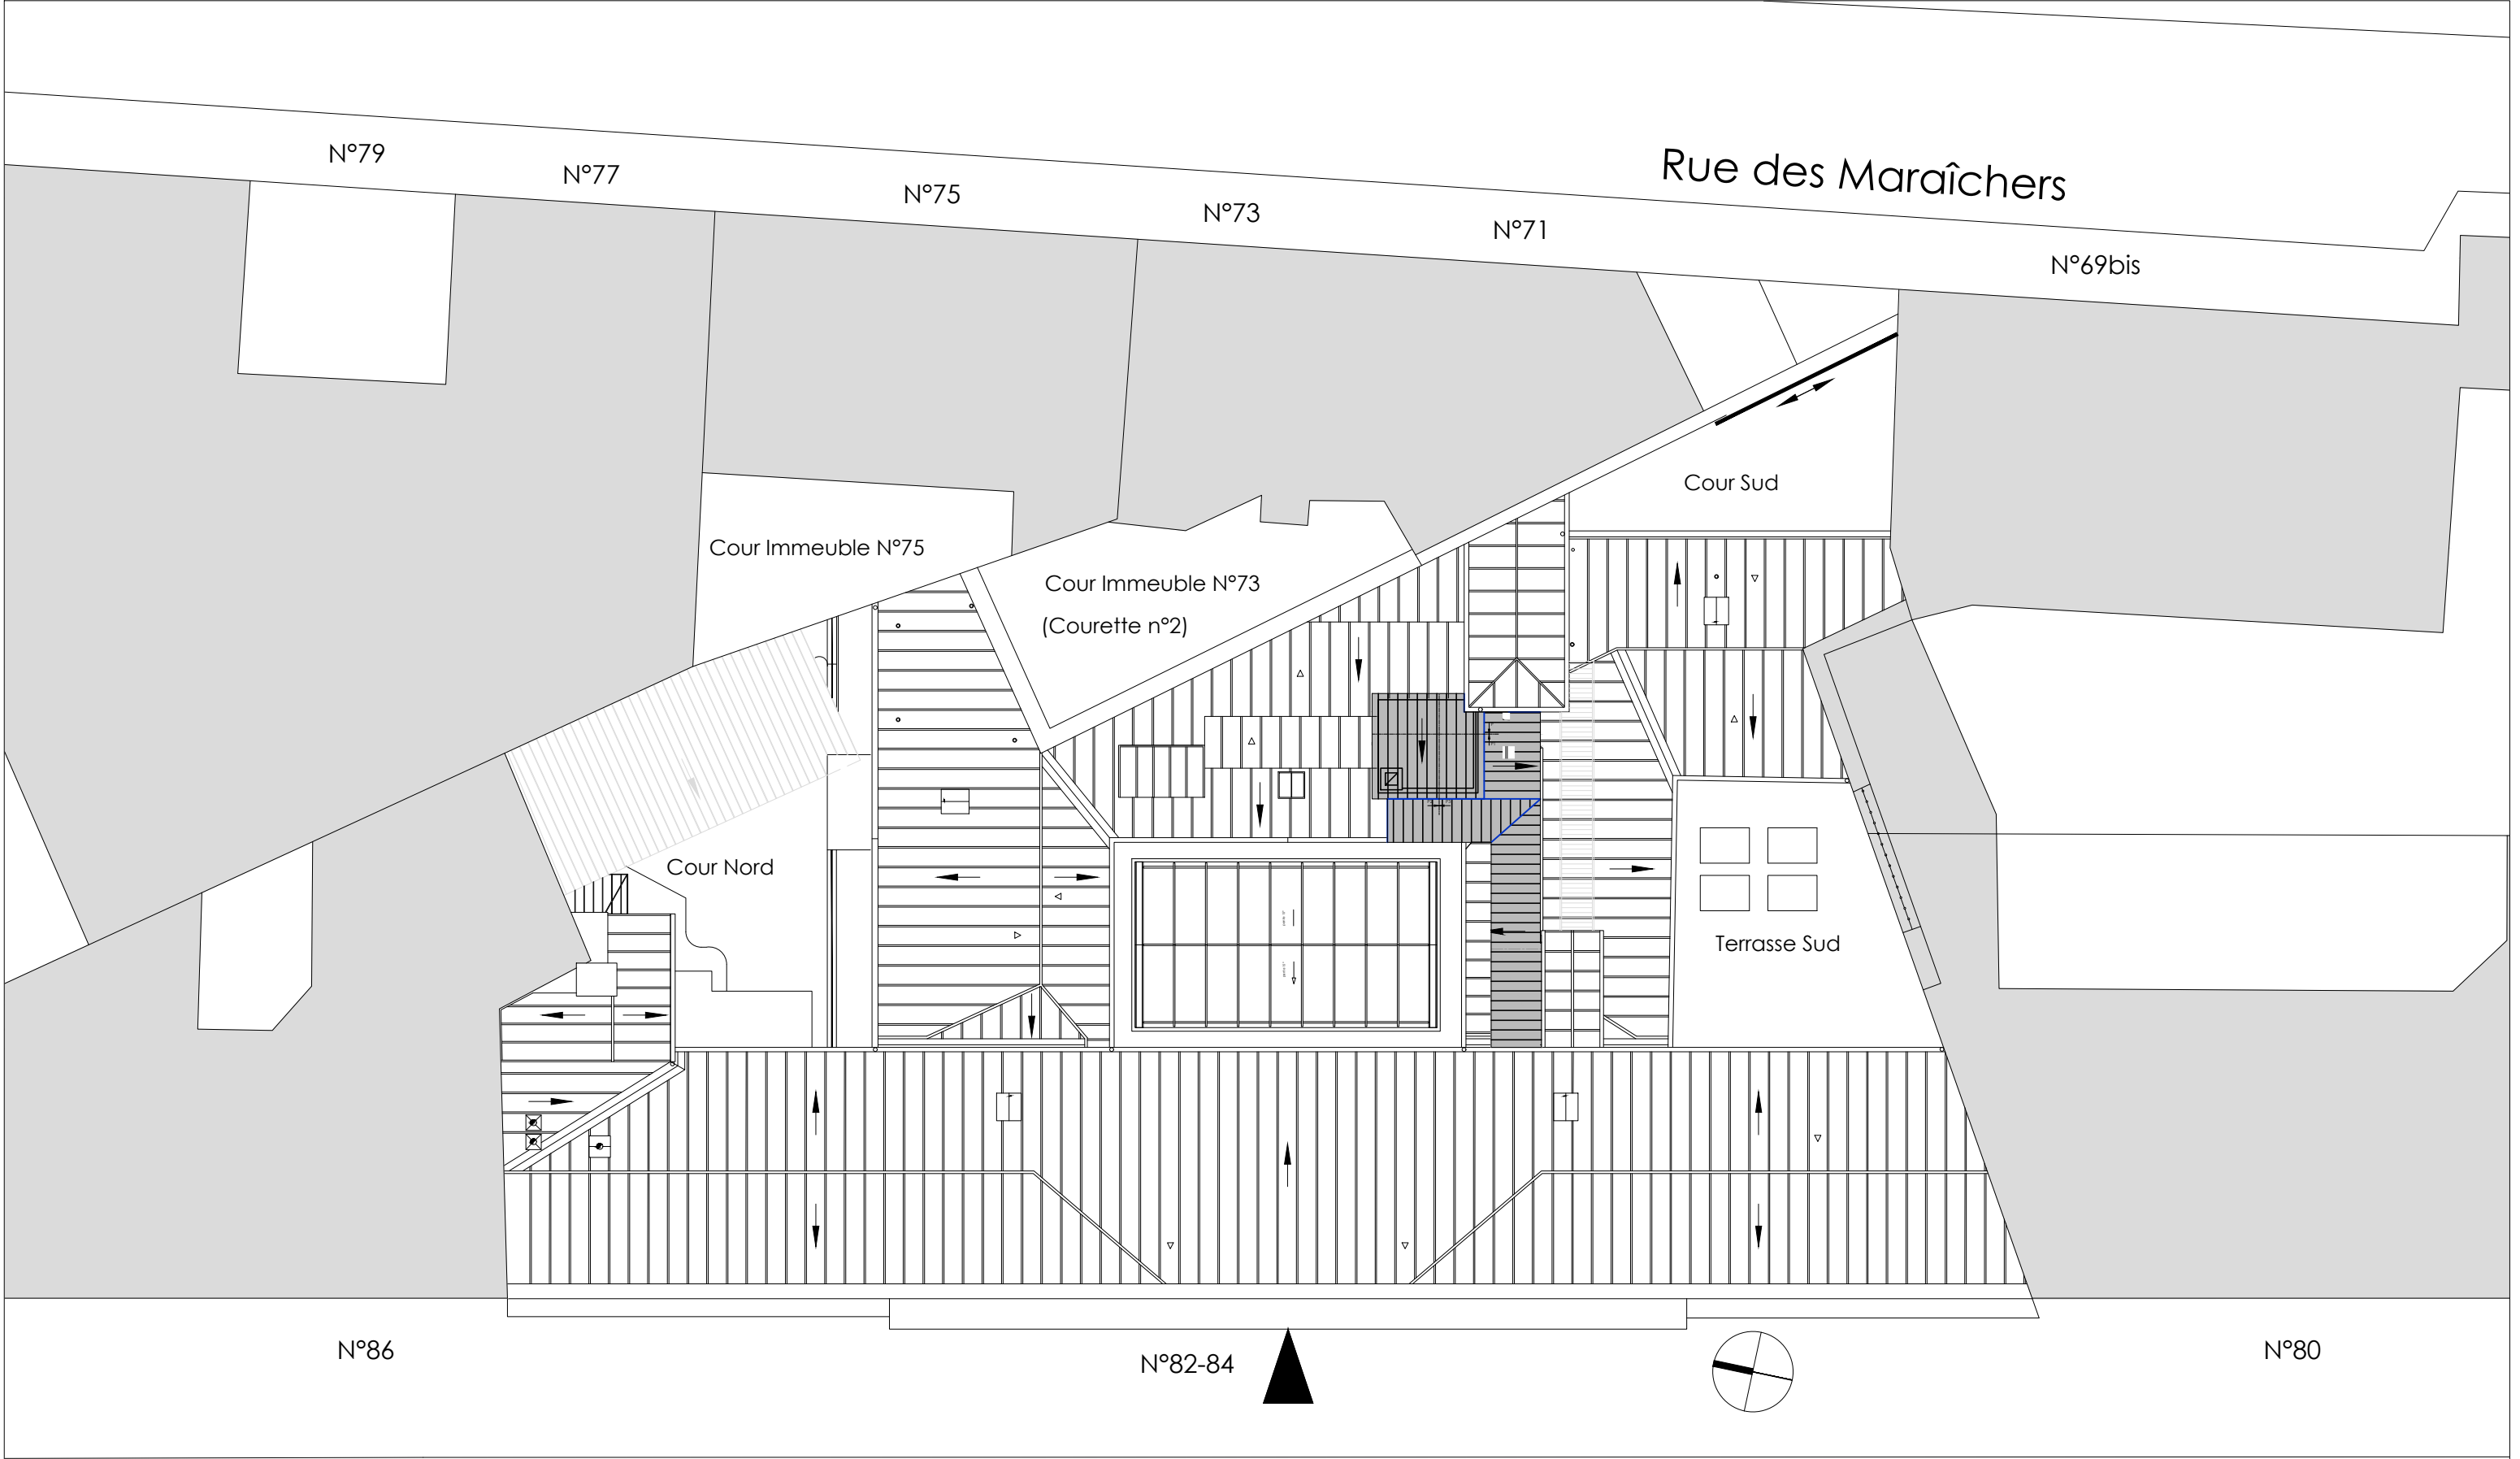 N°79
N°77
N°75
N°73
N°71
Rue des Maraîchers
N°69bis
Cour Sud
Cour Immeuble N°75
Cour Immeuble N°73
(Courette n°2)
Cour Nord
Terrasse Sud
N°86
N°82-84
N°80